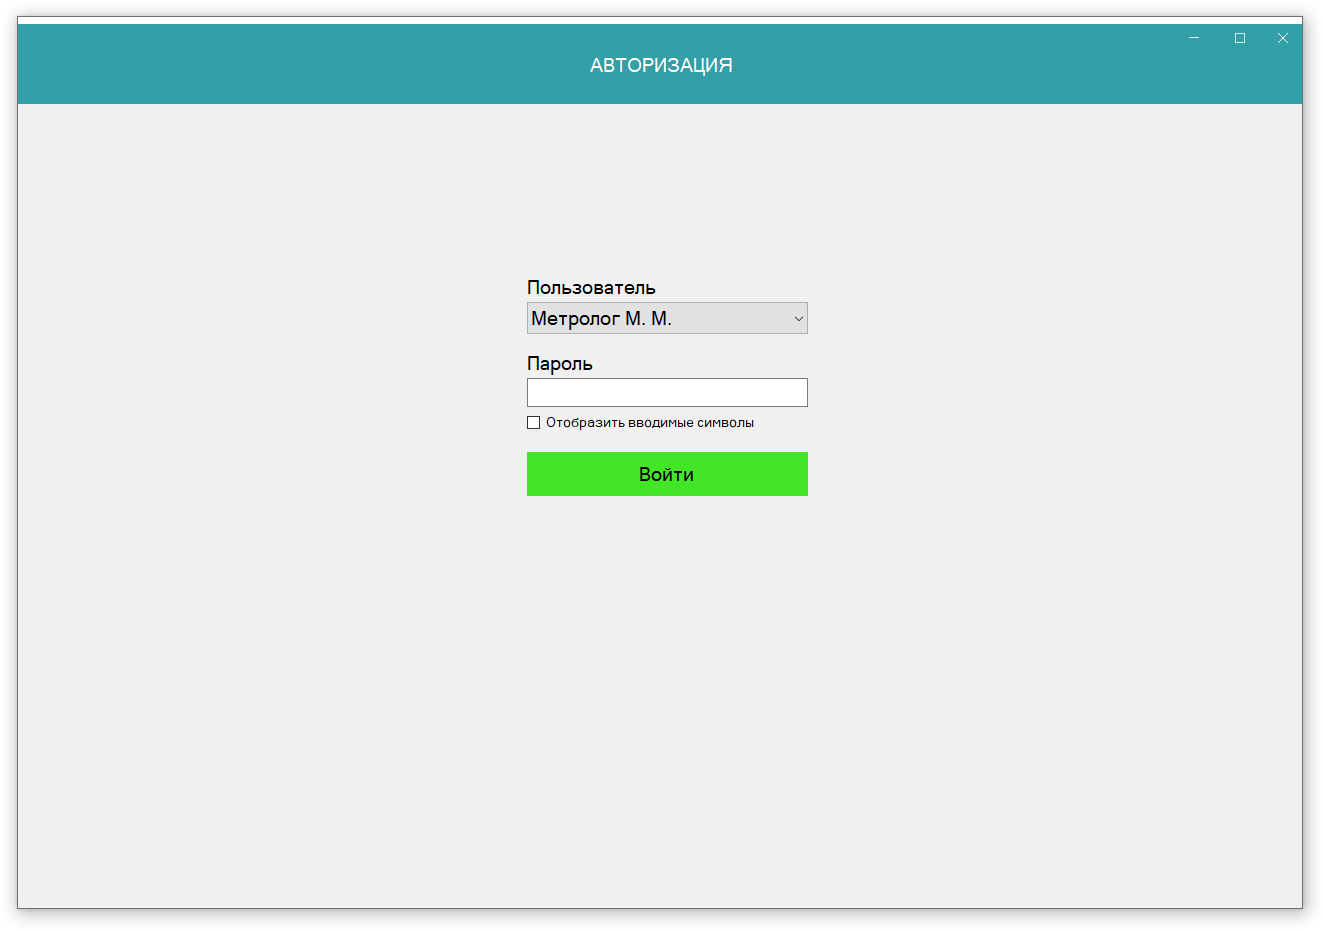 АВТОРИЗАЦИЯ
Пользователь
Метролог М. М.
Пароль
Отобразить вводимые символы
Войти